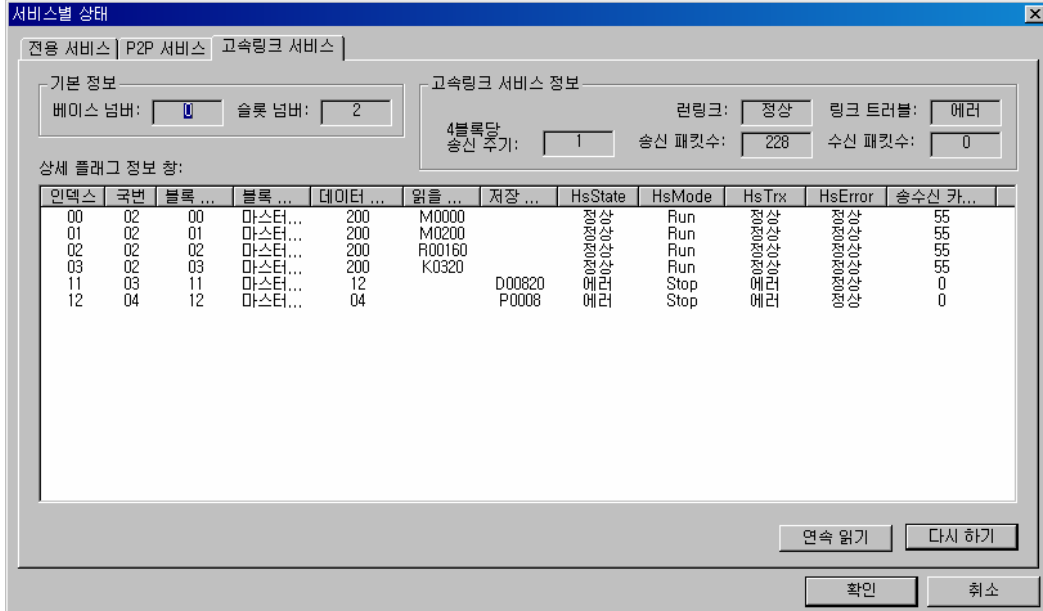 서비스별 상태
전용 서비스 P2P 서비스 고속링크 서비스
기본 정보
베이스 넘버: 0 슬롯 넘버: 2
고속링크 서비스 정보
런링크: 정상 링크 트러블: 에러
4블록당
송신 주기: 1 송신 패킷수: 228 수신 패킷수: 0
상세 플래그 정보 창:
인덱스 국번 블록 ... 블록 ... 데이터 ... 읽을 ... 저장 ... HsState HsMode HsTrx HsError 송수신 카...
00 02 00 마스터... 200 M0000 정상 Run 정상 정상 55
01 02 01 마스터... 200 M0200 정상 Run 정상 정상 55
02 02 02 마스터... 200 R00160 정상 Run 정상 정상 55
03 02 03 마스터... 200 K0320 정상 Run 정상 정상 55
11 03 11 마스터... 12 D00820 에러 Stop 에러 정상 0
12 04 12 마스터... 04 P0008 에러 Stop 에러 정상 0
연속 읽기 다시 하기
확인 취소